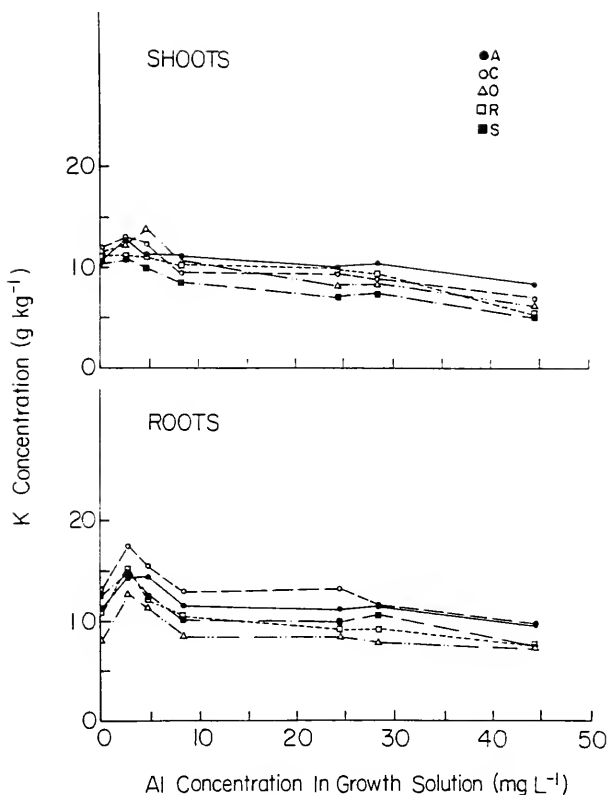 SHOOTS
●A
○C
△O
□R
■S
20
10
0
K Concentration (g kg⁻¹)
ROOTS
20
10
0
0 10 20 30 40 50
Al Concentration In Growth Solution (mg L⁻¹)